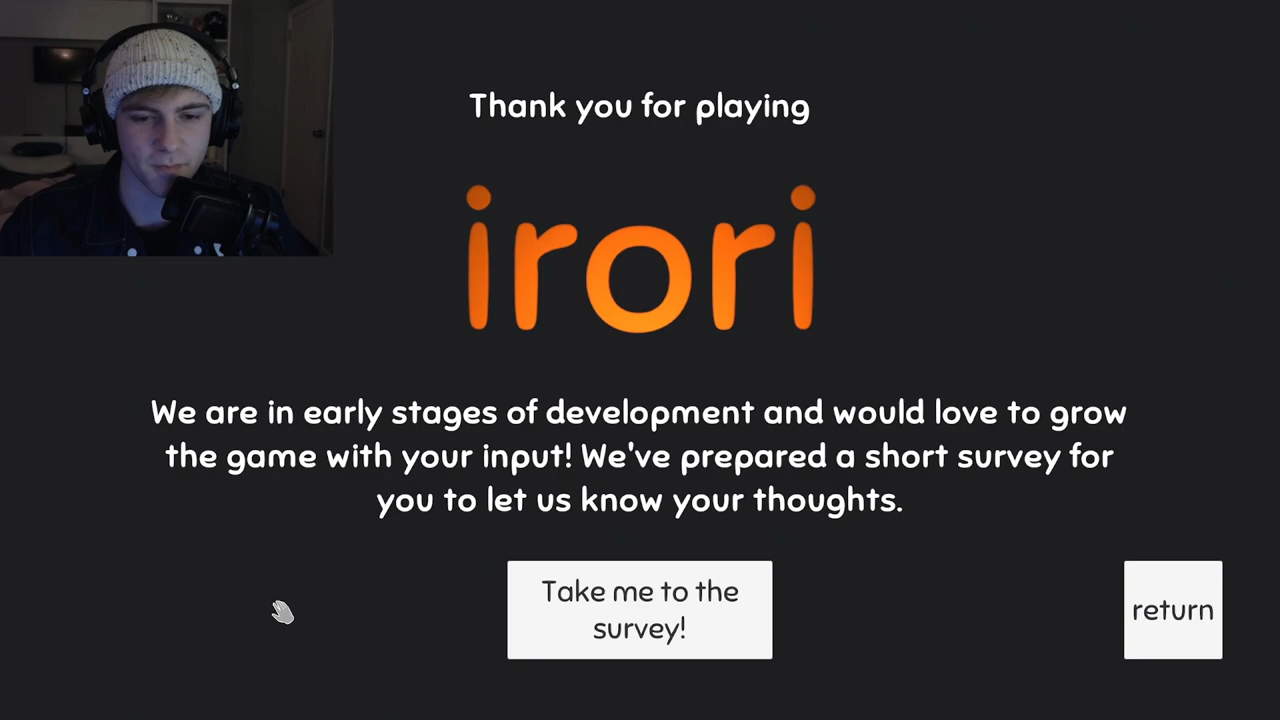 Thank you for playing
irori
We are in early stages of development and would love to grow
the game with your input! We've prepared a short survey for
you to let us know your thoughts.
Take me to the
survey!
return